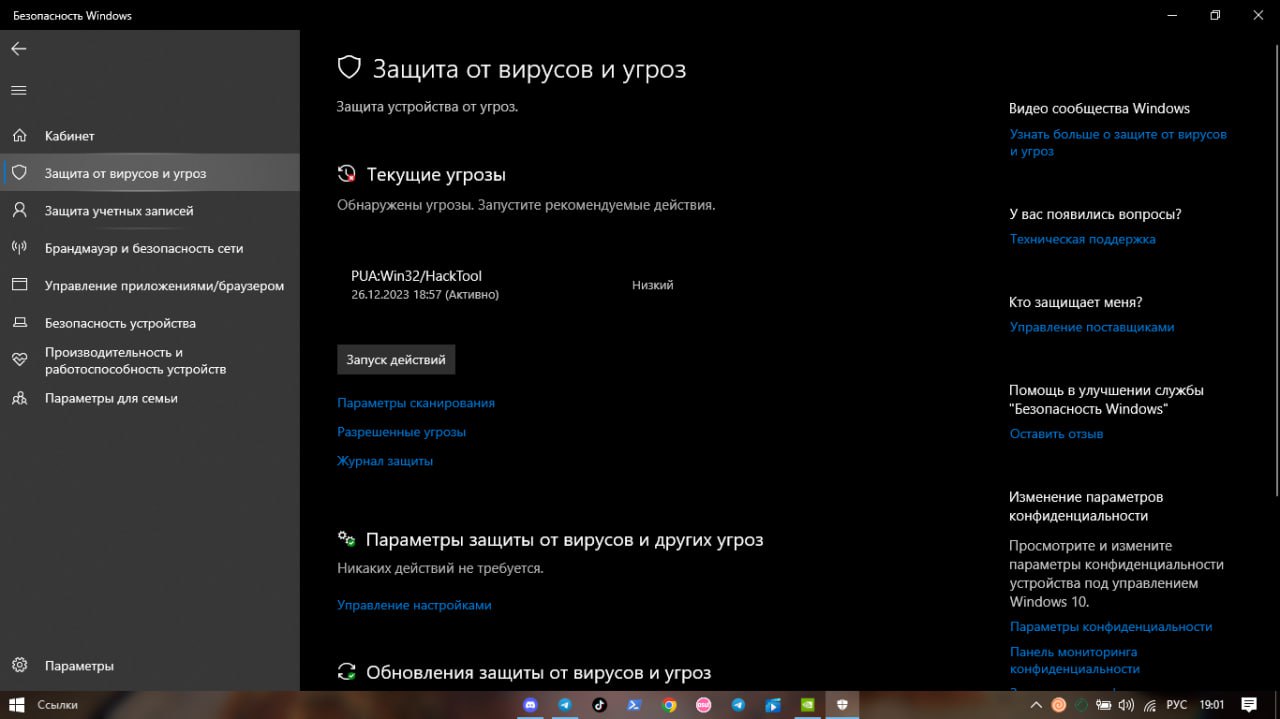 Безопасность Windows
Кабинет
Защита от вирусов и угроз
Защита учетных записей
Брандмауэр и безопасность сети
Управление приложениями/браузером
Безопасность устройства
Производительность и
работоспособность устройств
Параметры для семьи
Параметры
Защита от вирусов и угроз
Защита устройства от угроз.
Текущие угрозы
Обнаружены угрозы. Запустите рекомендуемые действия.
PUA:Win32/HackTool
26.12.2023 18:57 (Активно)
Низкий
Запуск действий
Параметры сканирования
Разрешенные угрозы
Журнал защиты
Параметры защиты от вирусов и других угроз
Никаких действий не требуется.
Управление настройками
Обновления защиты от вирусов и угроз
Видео сообщества Windows
Узнать больше о защите от вирусов
и угроз
У вас появились вопросы?
Техническая поддержка
Кто защищает меня?
Управление поставщиками
Помощь в улучшении службы
"Безопасность Windows"
Оставить отзыв
Изменение параметров
конфиденциальности
Просмотрите и измените
параметры конфиденциальности
устройства под управлением
Windows 10.
Параметры конфиденциальности
Панель мониторинга
конфиденциальности
Ссылки
РУС
19:01